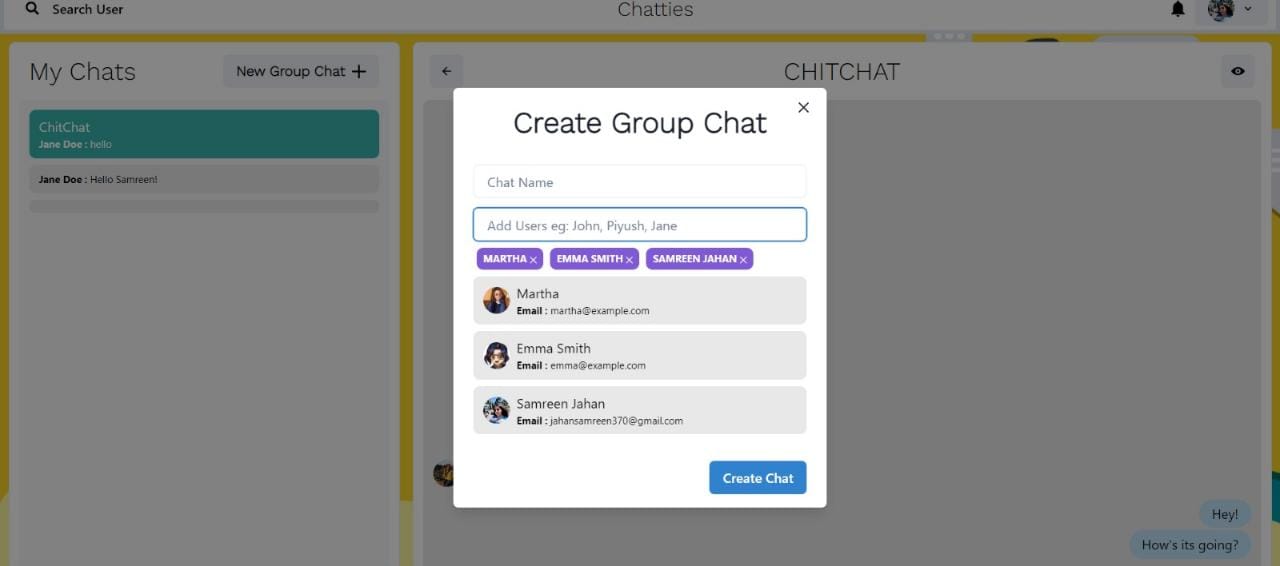 Search User
Chatties
My Chats
New Group Chat +
CHITCHAT
ChitChat
Jane Doe : hello
Jane Doe : Hello Samreen!
Create Group Chat
Chat Name
Add Users eg: John, Piyush, Jane
MARTHA × EMMA SMITH × SAMREEN JAHAN ×
Martha
Email : martha@example.com
Emma Smith
Email : emma@example.com
Samreen Jahan
Email : jahansamreen370@gmail.com
Create Chat
Hey!
How's its going?